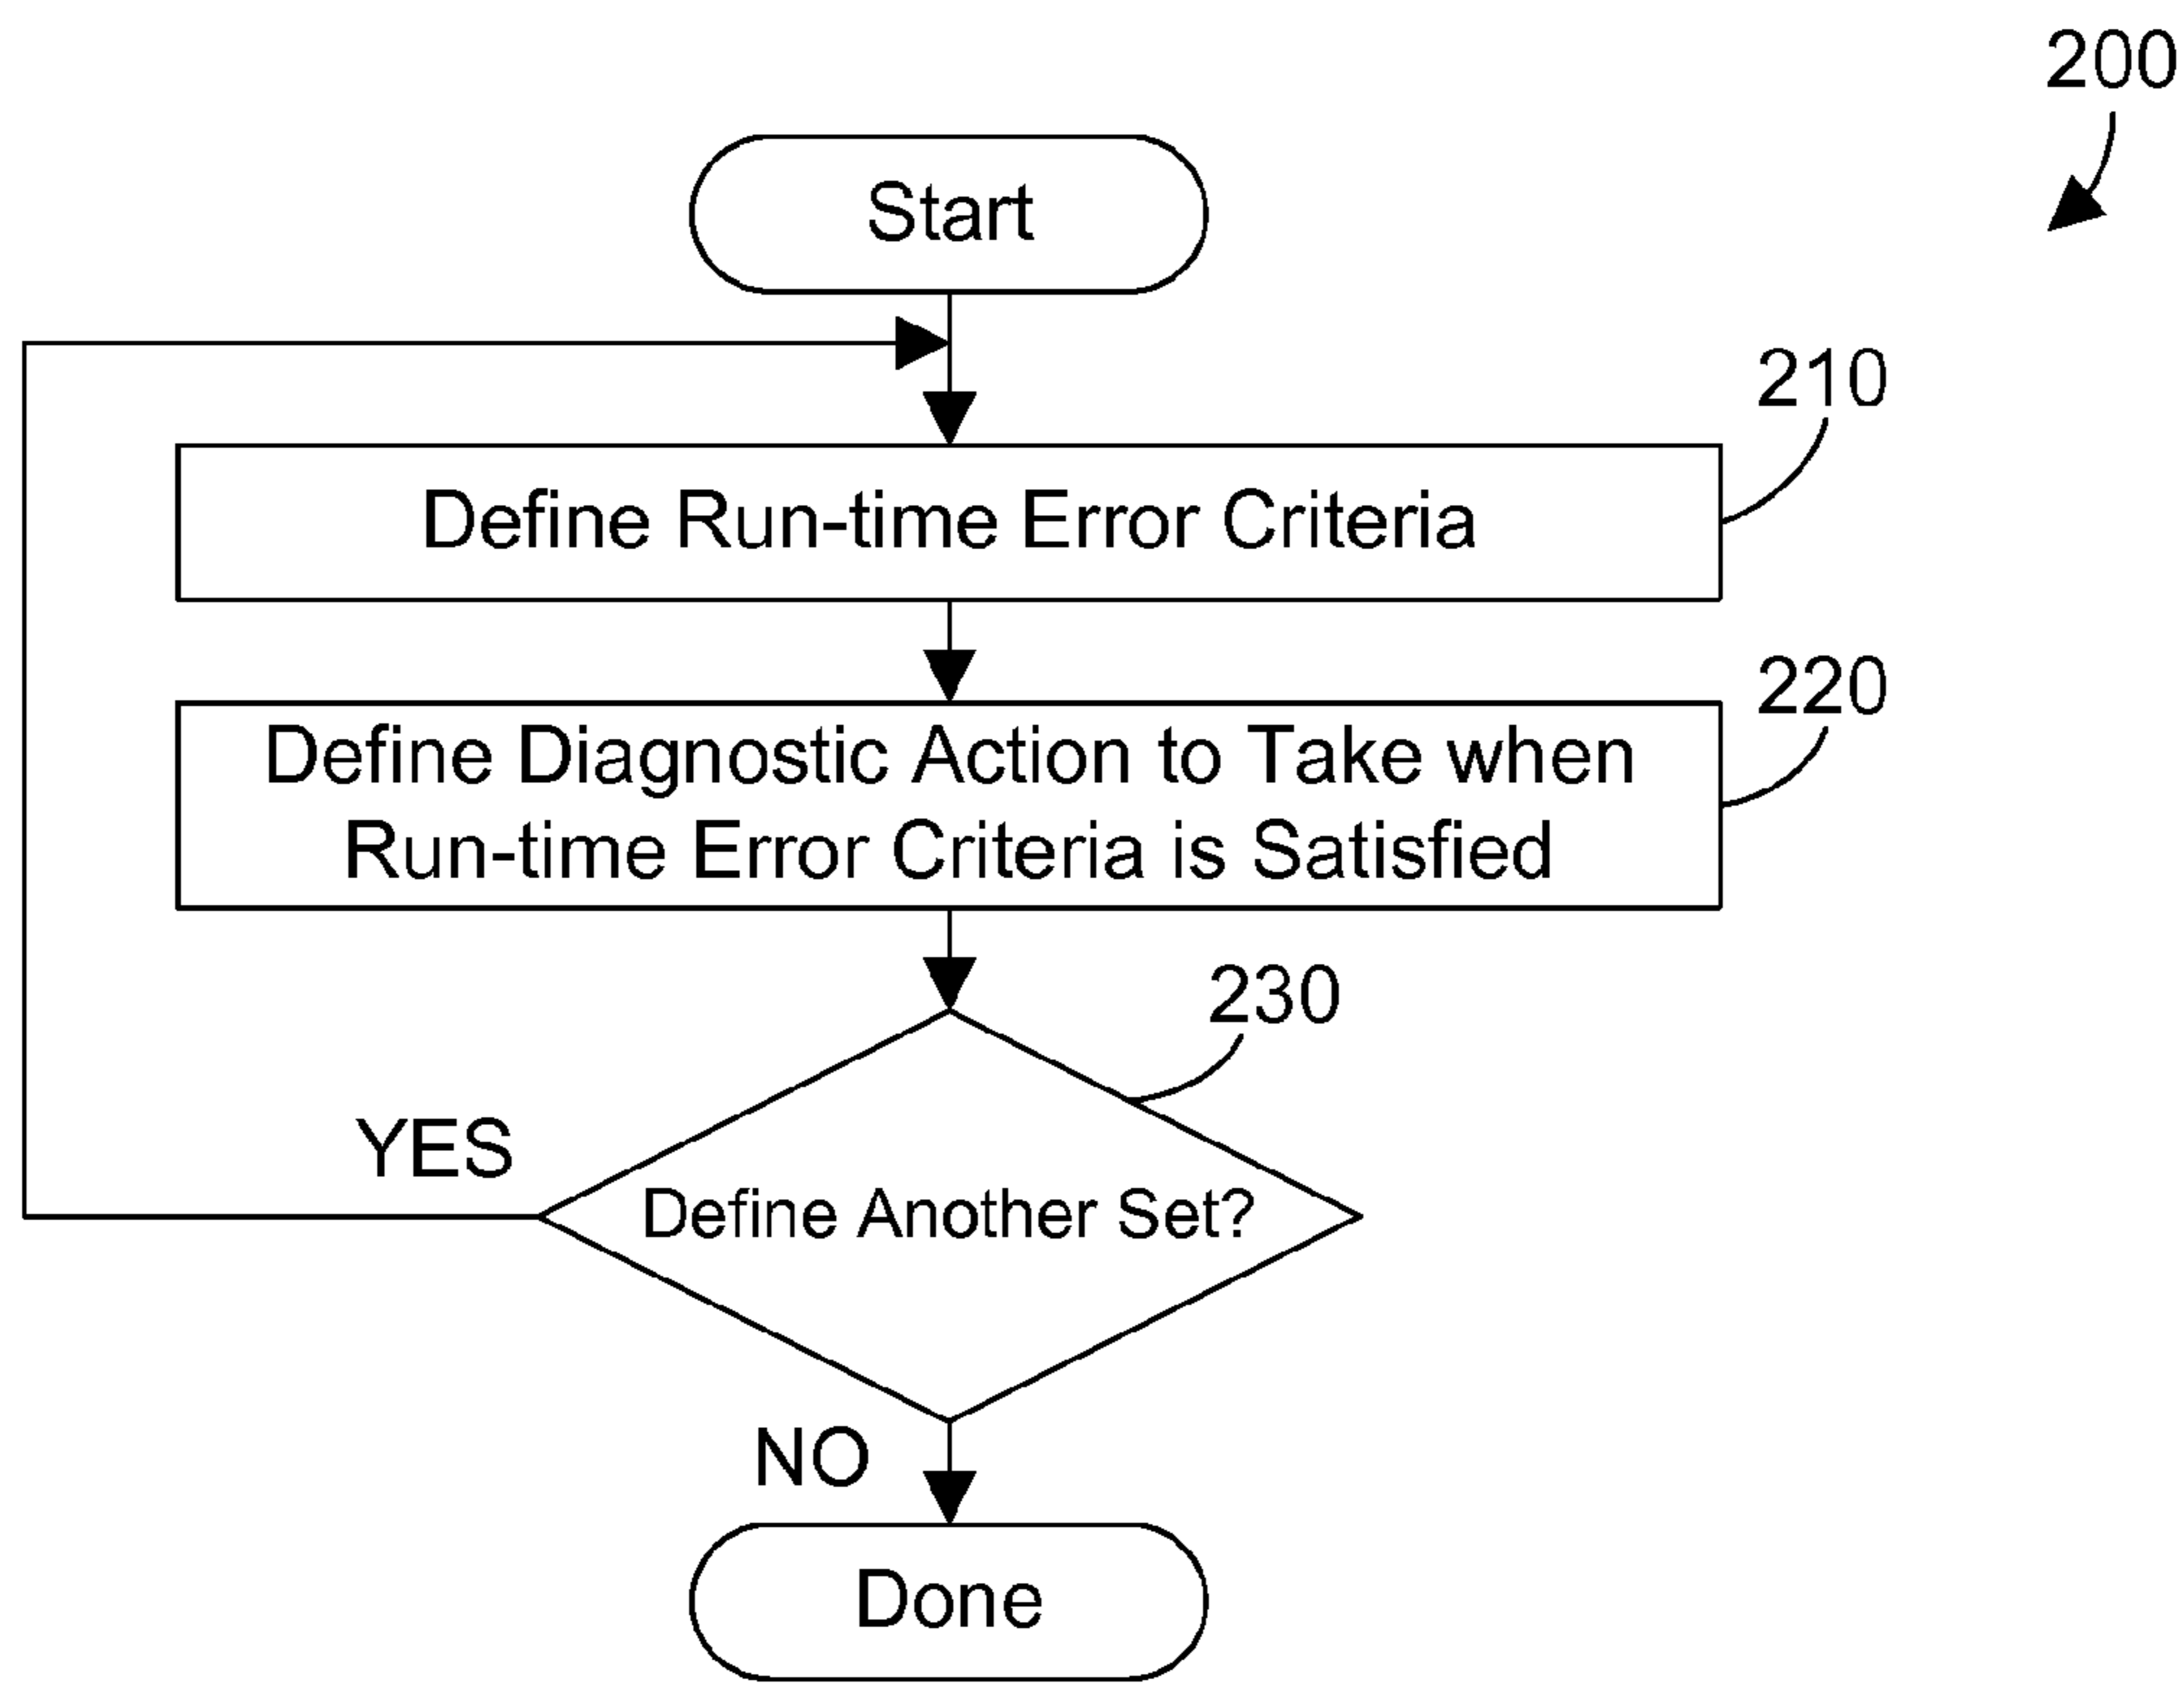 200
Start
210
Define Run-time Error Criteria
220
Define Diagnostic Action to Take when
Run-time Error Criteria is Satisfied
230
YES
Define Another Set?
NO
Done